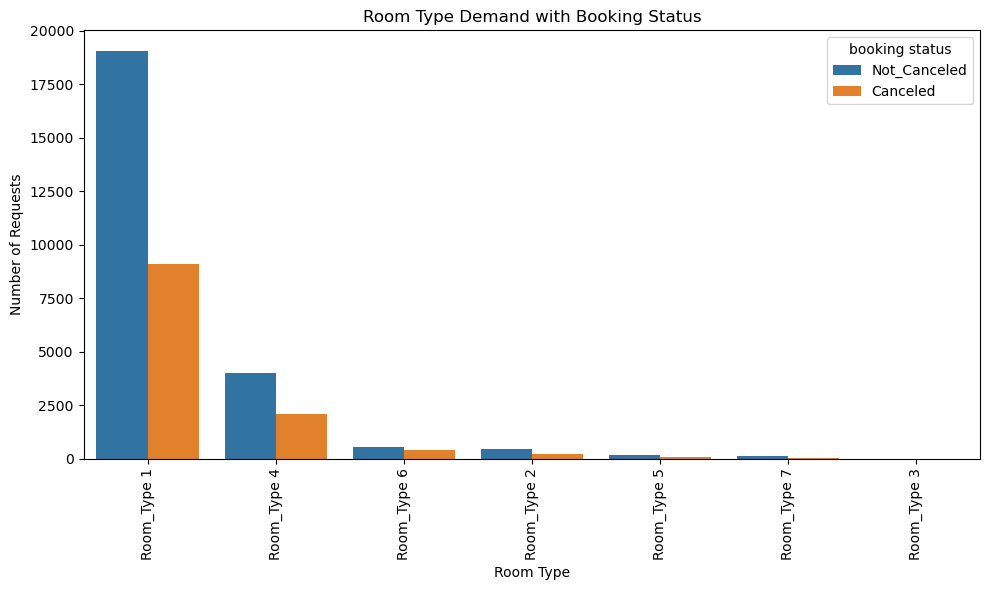 Room Type Demand with Booking Status
booking status
Not_Canceled
Canceled
Number of Requests
20000
17500
15000
12500
10000
7500
5000
2500
0
Room_Type 1
Room_Type 4
Room_Type 6
Room_Type 2
Room_Type 5
Room_Type 7
Room_Type 3
Room Type